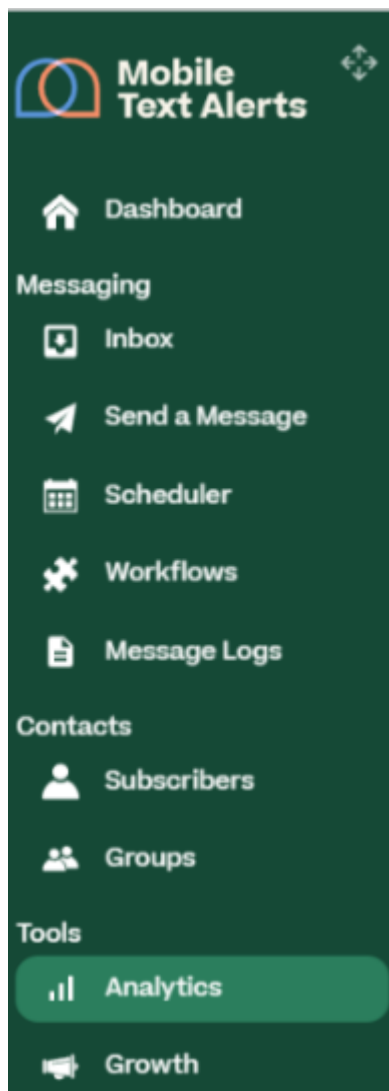 Mobile
Text Alerts
Dashboard
Messaging
Inbox
Send a Message
Scheduler
Workflows
Message Logs
Contacts
Subscribers
Groups
Tools
Analytics
Growth